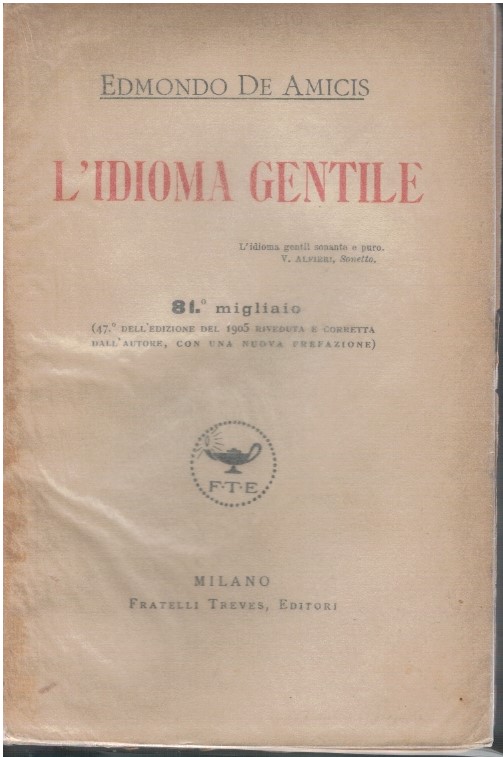 EDMONDO DE AMICIS
L'IDIOMA GENTILE
L'idioma gentil sonante e puro.
V. ALFIERI, Sonetto.
81.° migliaio
(47.° DELL'EDIZIONE DEL 1905 RIVEDUTA E CORRETTA
DALL'AUTORE, CON UNA NUOVA PREFAZIONE)
F·T·E
MILANO
FRATELLI TREVES, EDITORI